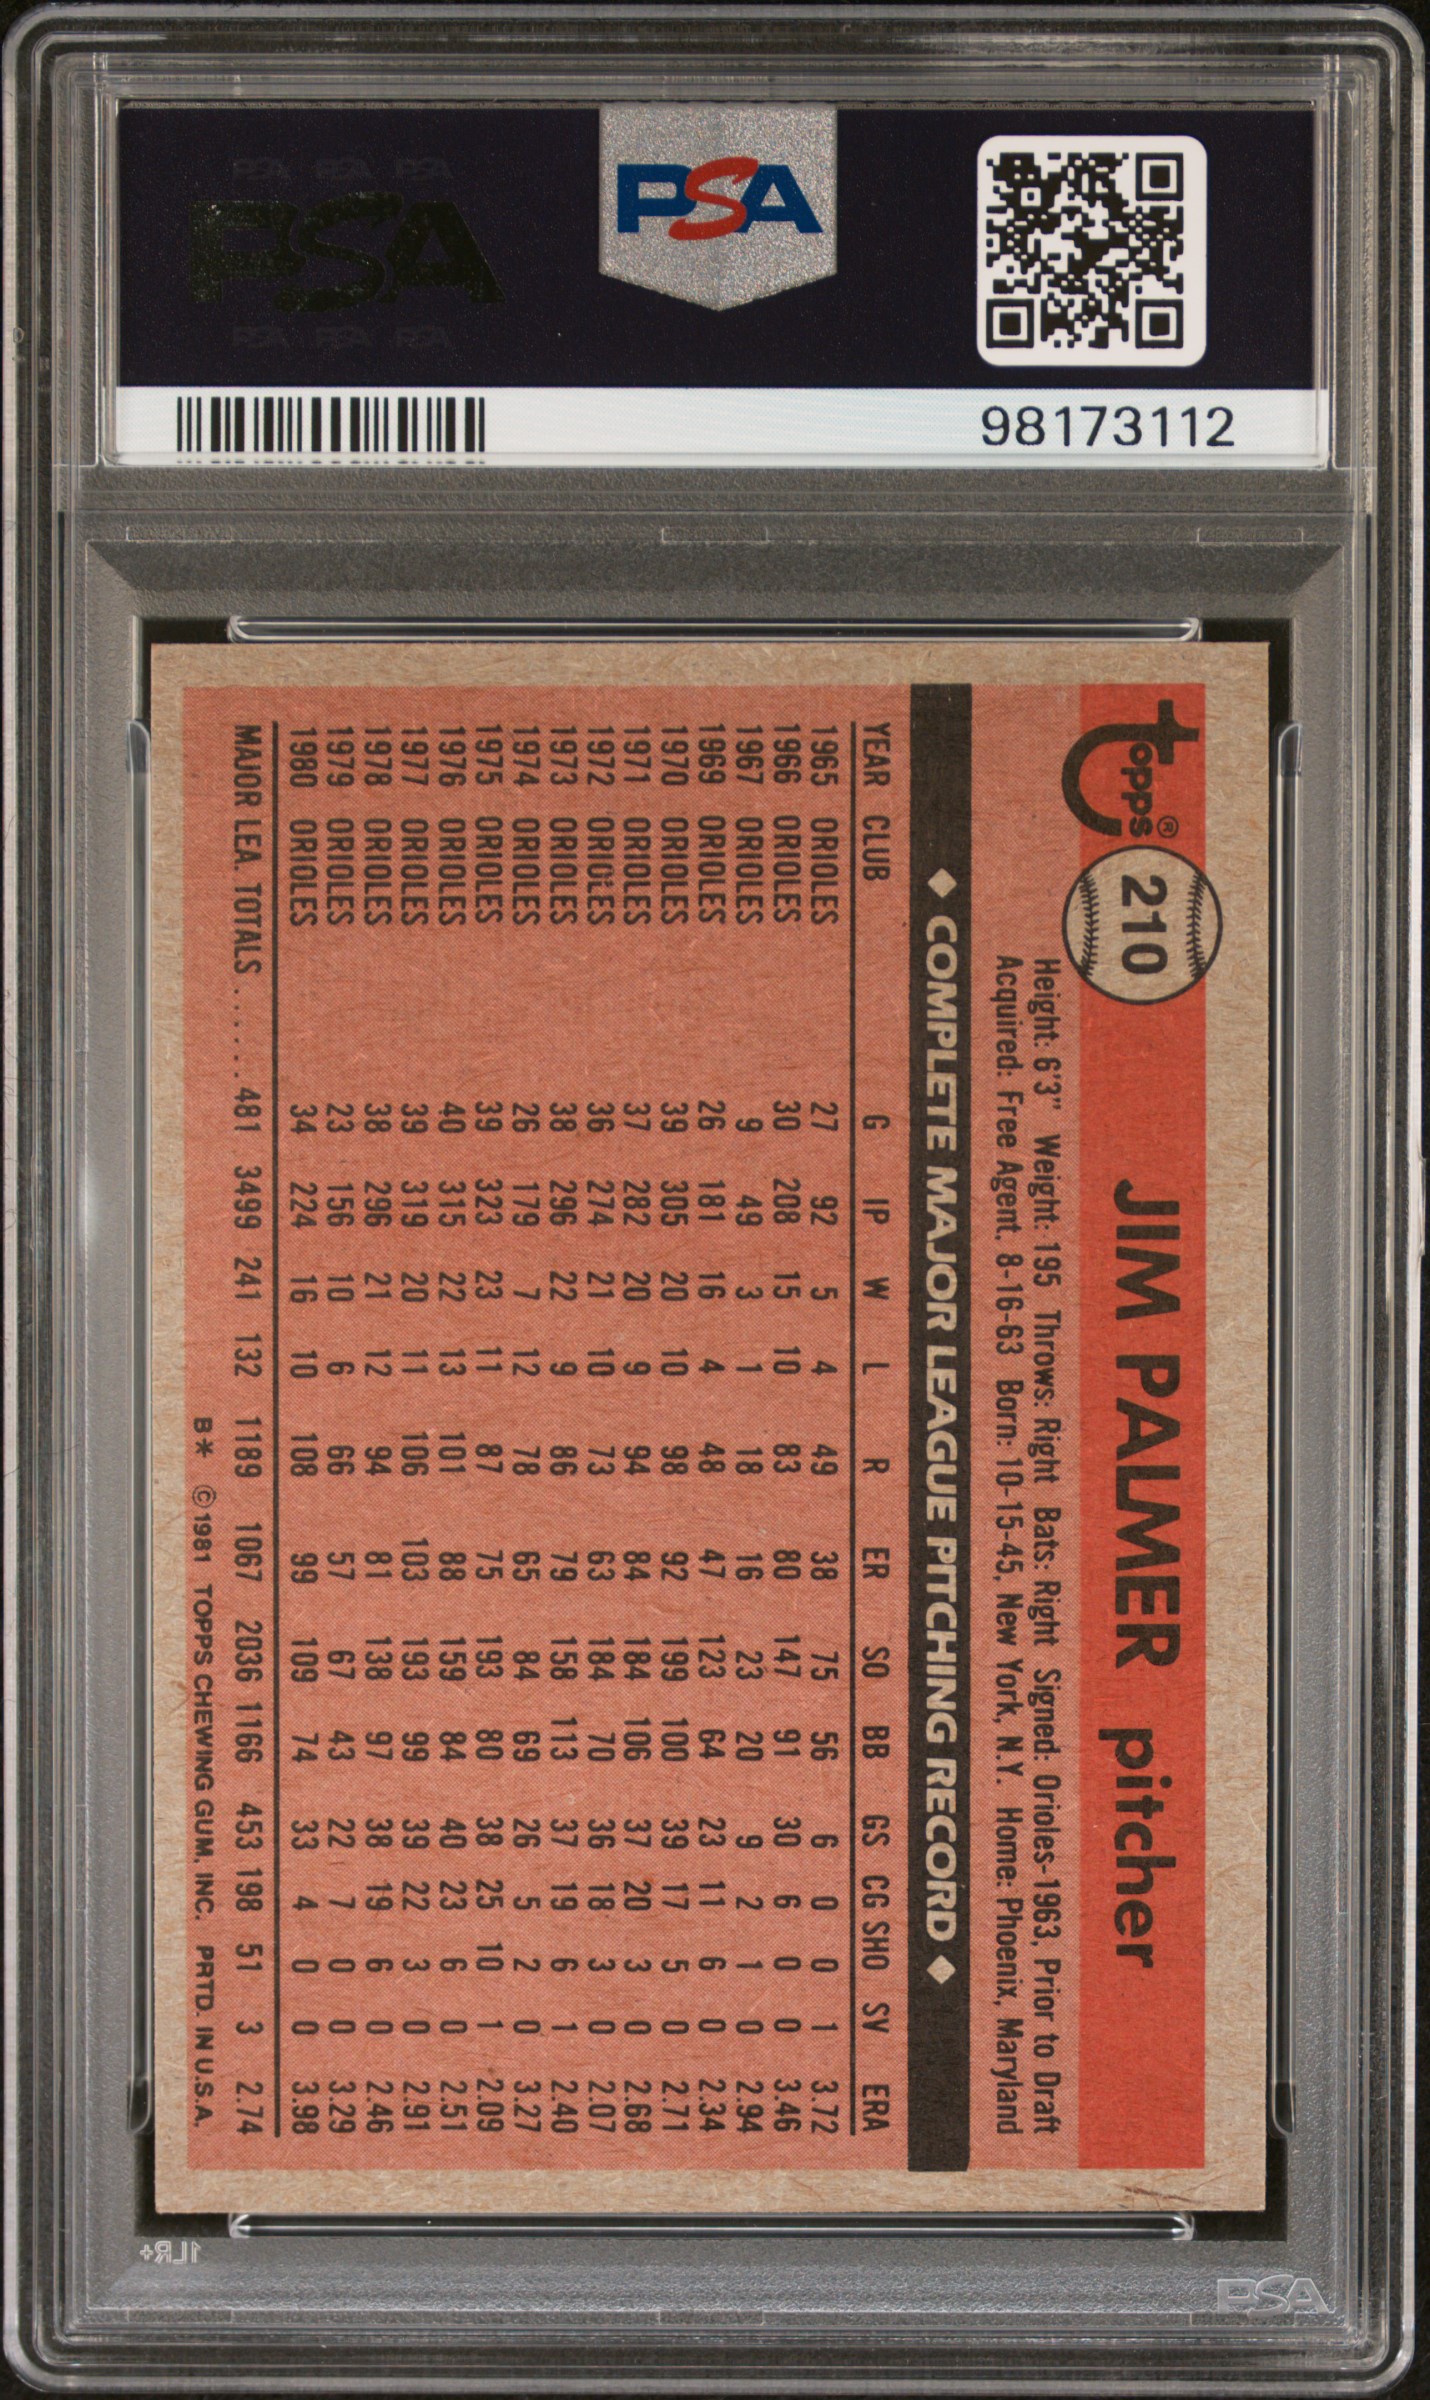 PSA PSA PSA
PSA
PSA PSA PSA
PSA
98173112
topps®
210
JIM PALMER pitcher
Height: 6'3" Weight: 195 Throws: Right Bats: Right Signed: Orioles-1963, Prior to Draft
Acquired: Free Agent, 8-16-63 Born: 10-15-45, New York, N.Y. Home: Phoenix, Maryland
◆ COMPLETE MAJOR LEAGUE PITCHING RECORD ◆
YEAR CLUB G IP W L R ER SO BB GS CG SHO SV ERA
1965 ORIOLES 27 92 5 4 49 38 75 56 6 0 0 1 3.72
1966 ORIOLES 30 208 15 10 83 80 147 91 30 6 0 0 3.46
1967 ORIOLES 9 49 3 1 18 16 23 20 9 2 1 0 2.94
1969 ORIOLES 26 181 16 4 48 47 123 64 23 11 6 0 2.34
1970 ORIOLES 39 305 20 10 98 92 199 100 39 17 5 0 2.71
1971 ORIOLES 37 282 20 9 94 84 184 106 37 20 3 0 2.68
1972 ORIOLES 36 274 21 10 73 63 184 70 36 18 3 0 2.07
1973 ORIOLES 38 296 22 9 86 79 158 113 37 19 6 1 2.40
1974 ORIOLES 26 179 7 12 78 65 84 69 26 5 2 0 3.27
1975 ORIOLES 39 323 23 11 87 75 193 80 38 25 10 1 2.09
1976 ORIOLES 40 315 22 13 101 88 159 84 40 23 6 0 2.51
1977 ORIOLES 39 319 20 11 106 103 193 99 39 22 3 0 2.91
1978 ORIOLES 38 296 21 12 94 81 138 97 38 19 6 0 2.46
1979 ORIOLES 23 156 10 6 66 57 67 43 22 7 0 0 3.29
1980 ORIOLES 34 224 16 10 108 99 109 74 33 4 0 0 3.98
MAJOR LEA. TOTALS...... 481 3499 241 132 1189 1067 2036 1166 453 198 51 3 2.74
B* ©1981 TOPPS CHEWING GUM, INC. PRTD. IN U.S.A.
1LR+
PSA